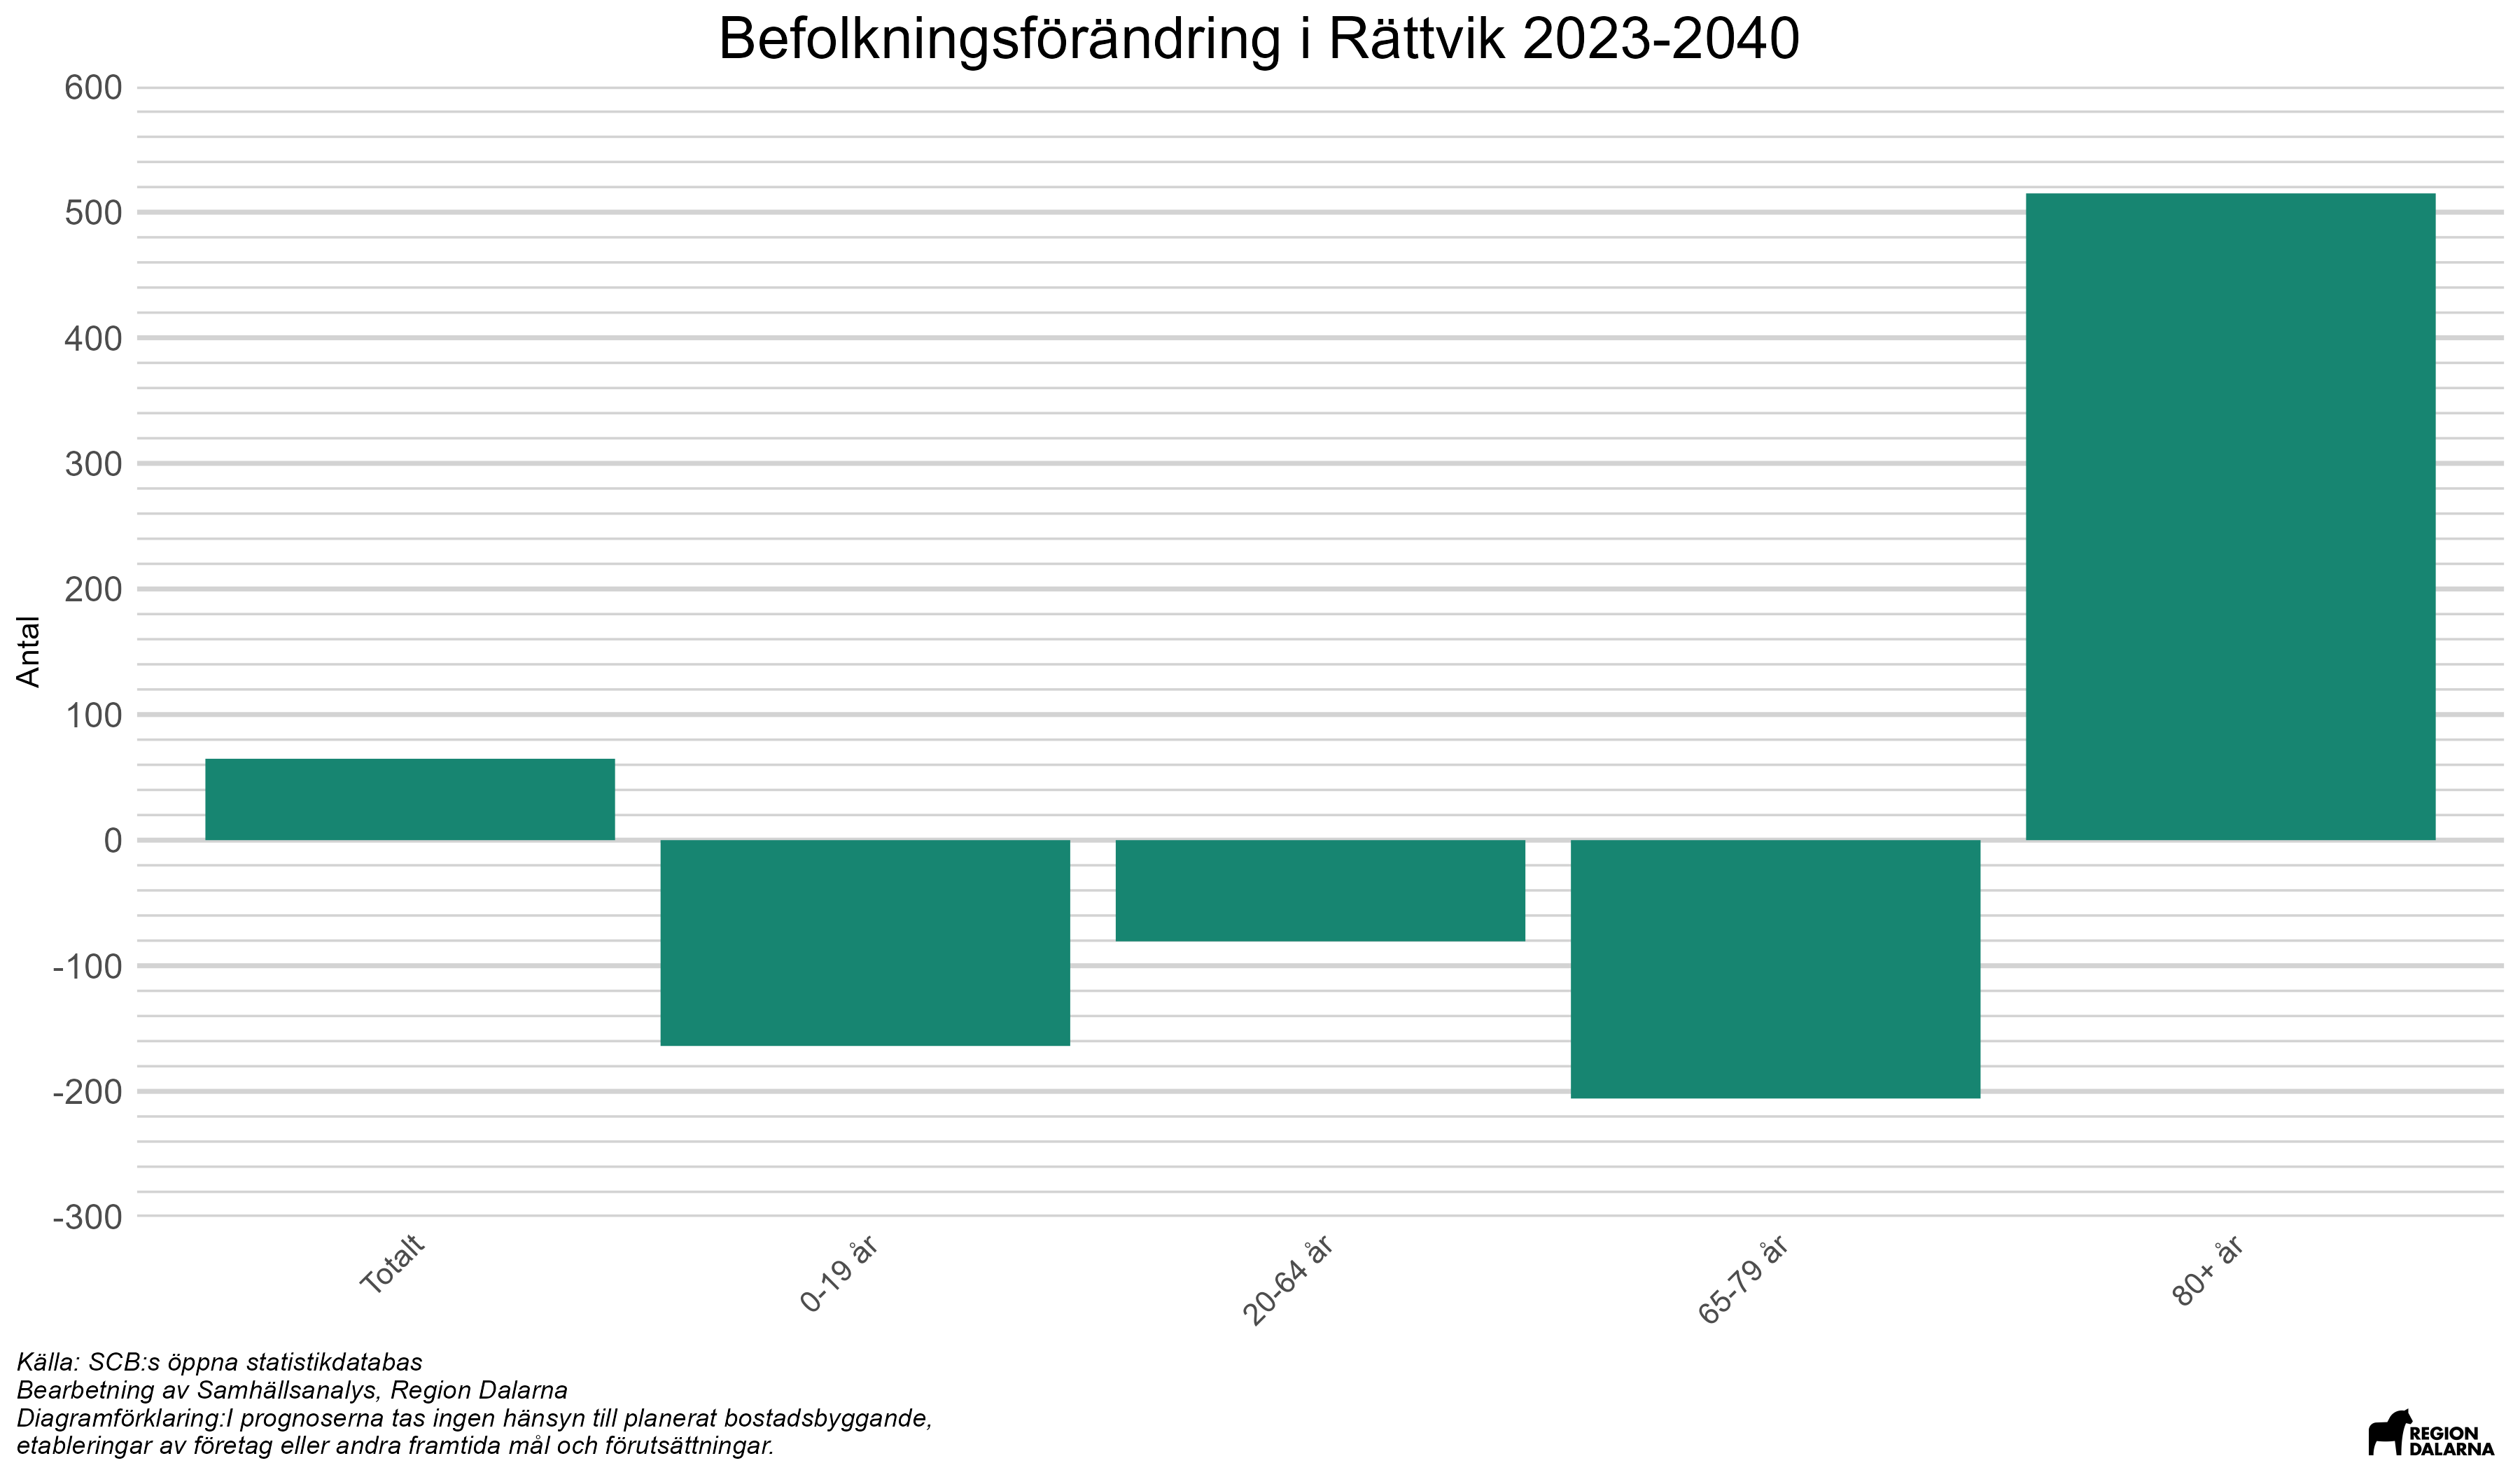 Befolkningsförändring i Rättvik 2023-2040
Antal
600
500
400
300
200
100
0
-100
-200
-300
Totalt
0-19 år
20-64 år
65-79 år
80+ år
Källa: SCB:s öppna statistikdatabas
Bearbetning av Samhällsanalys, Region Dalarna
Diagramförklaring:I prognoserna tas ingen hänsyn till planerat bostadsbyggande,
etableringar av företag eller andra framtida mål och förutsättningar.
REGION
DALARNA